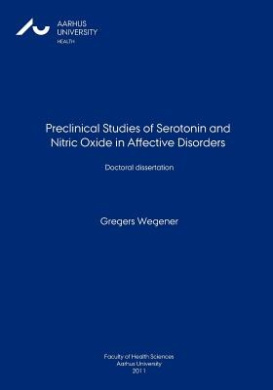 AARHUS
UNIVERSITY
HEALTH
Preclinical Studies of Serotonin and
Nitric Oxide in Affective Disorders
Doctoral dissertation
Gregers Wegener
Faculty of Health Sciences
Aarhus University
2011